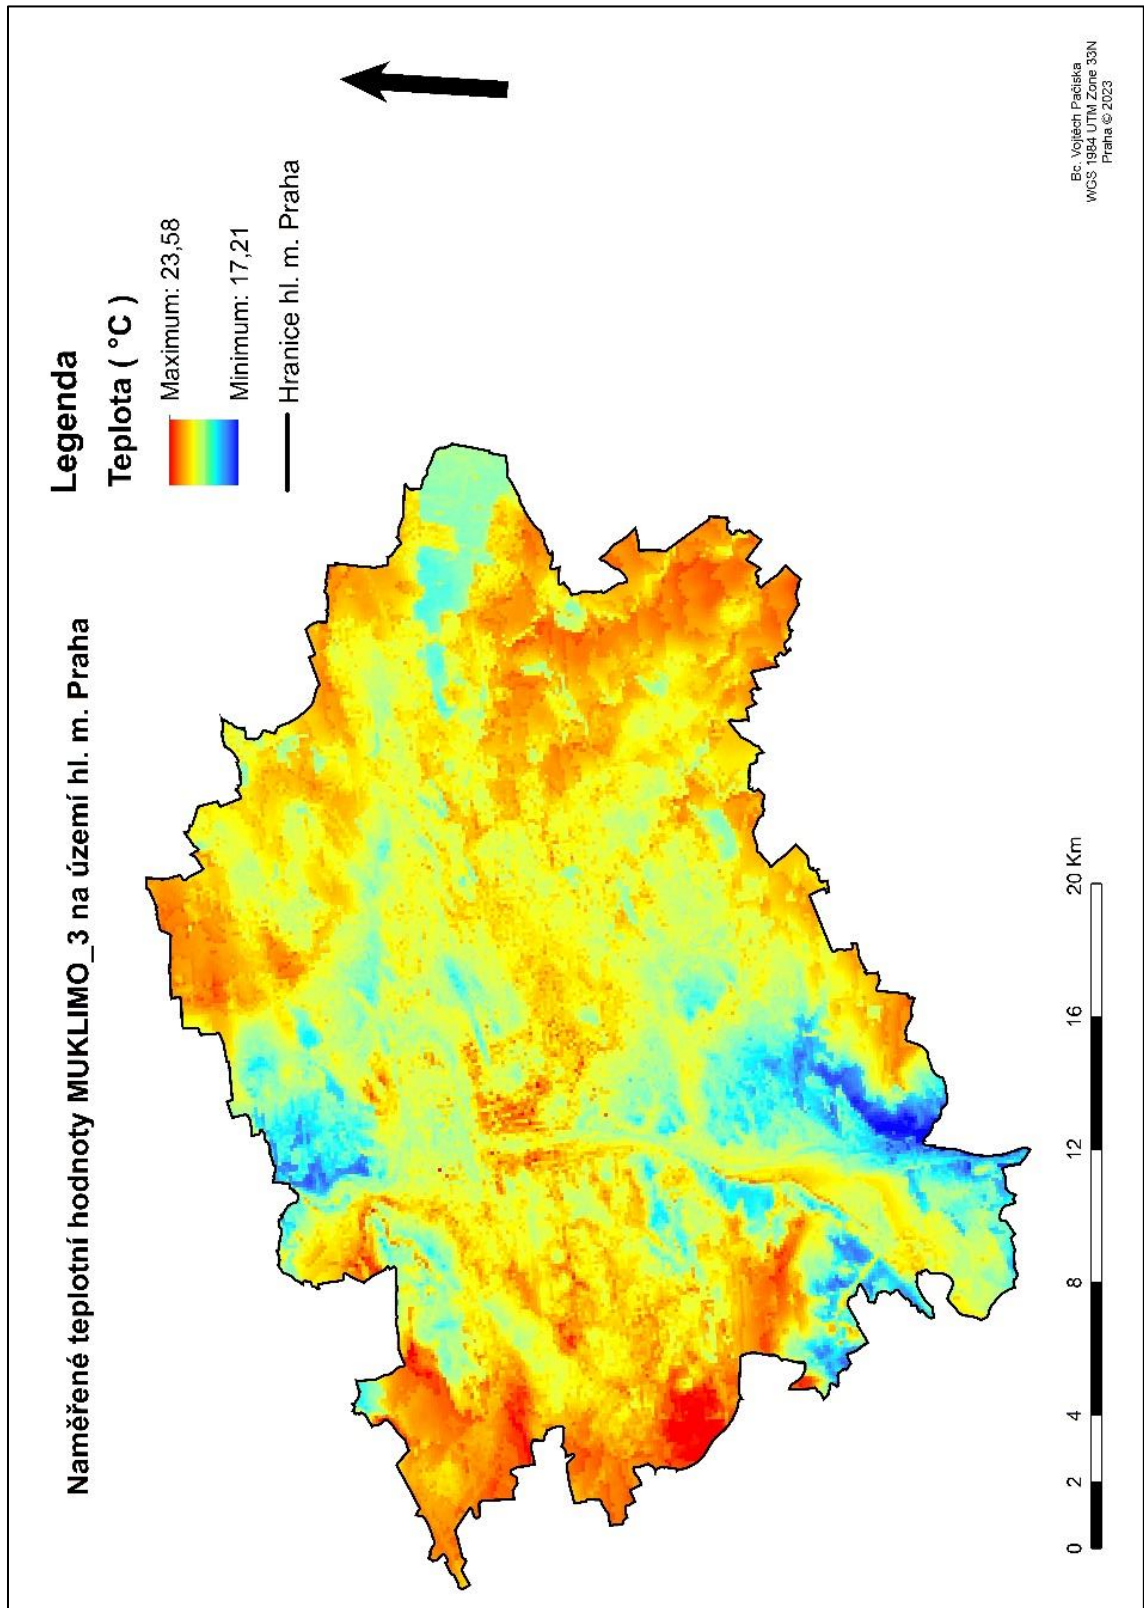 Naměřené teplotní hodnoty MUKLIMO_3 na území hl. m. Praha
Legenda
Teplota ( °C )
Maximum: 23,58
Minimum: 17,21
Hranice hl. m. Praha
0 2 4 8 12 16 20 Km
Bc. Vojtěch Pačiska
WGS 1984 UTM Zone 33N
Praha © 2023